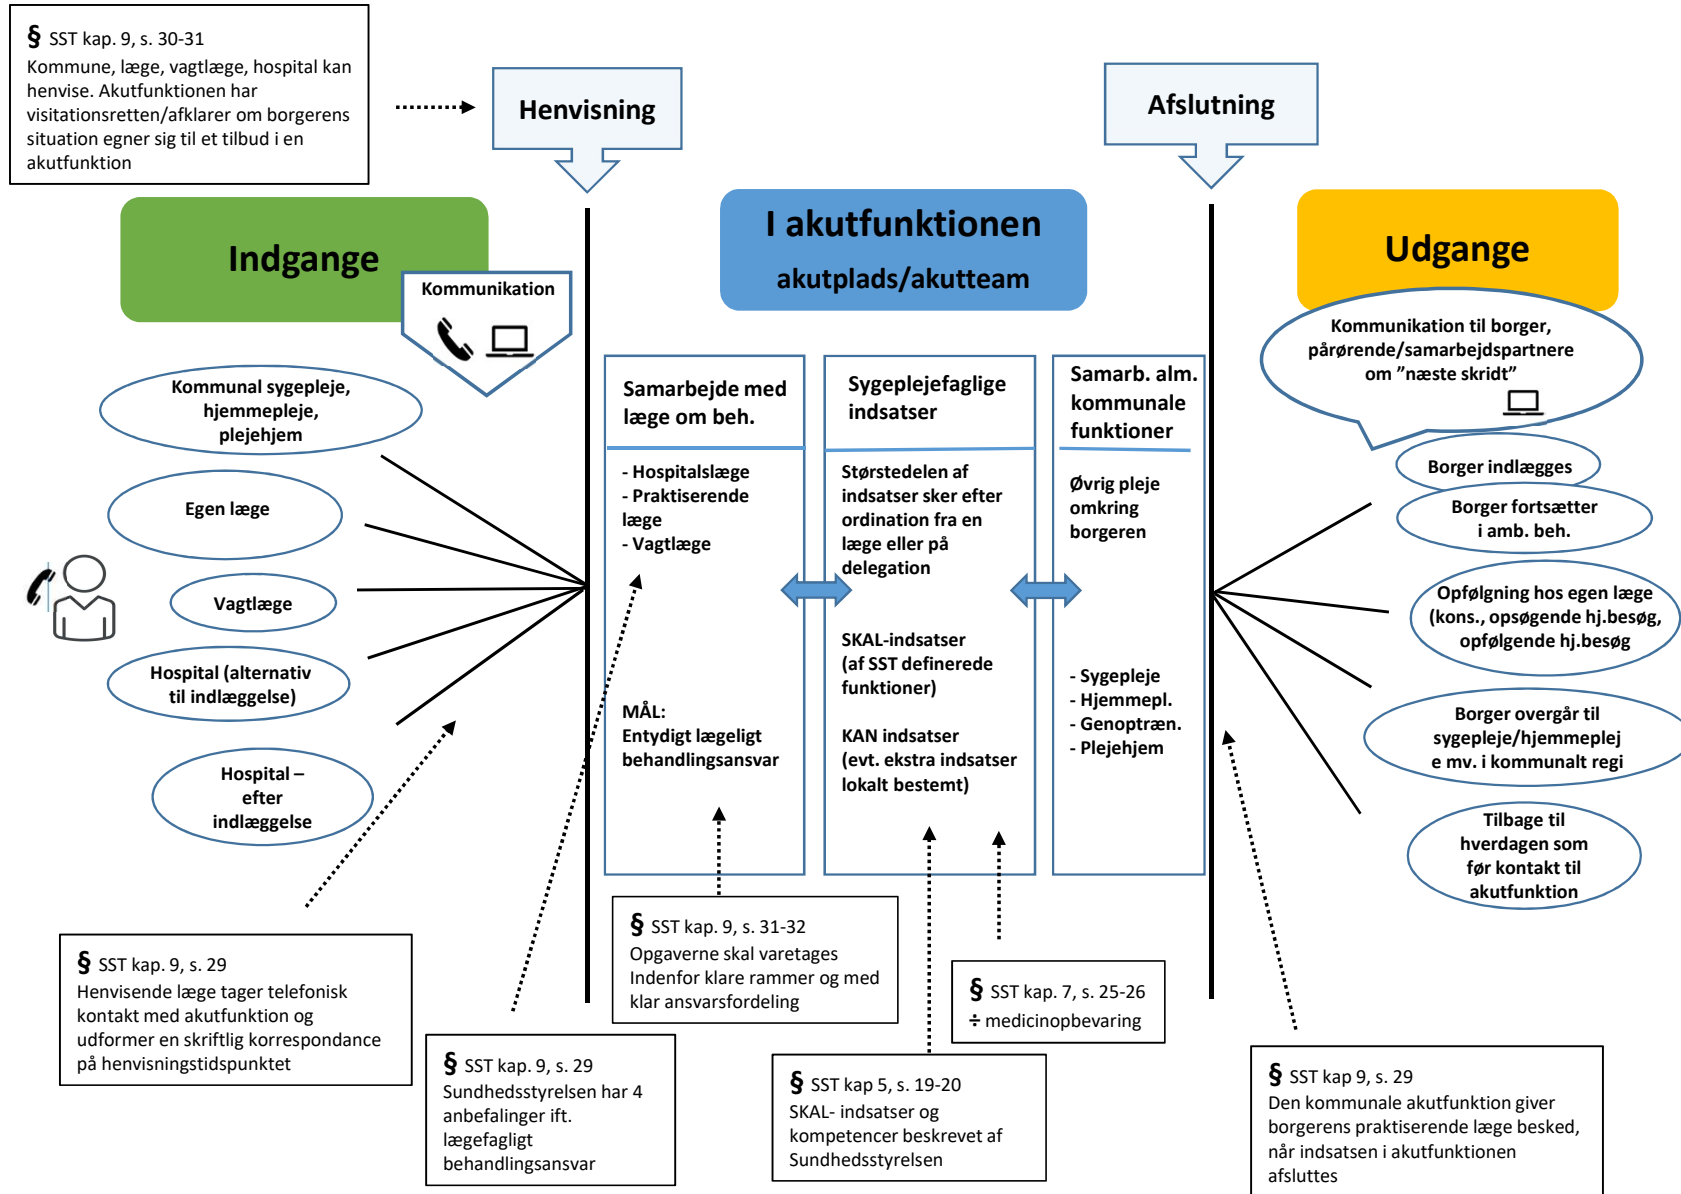 § SST kap. 9, s. 30-31
Kommune, læge, vagtlæge, hospital kan
henvise. Akutfunktionen har
visitationsretten/afklarer om borgerens
situation egner sig til et tilbud i en
akutfunktion
Henvisning
Afslutning
Indgange
Kommunikation
I akutfunktionen
akutplads/akutteam
Udgange
Kommunikation til borger,
pårørende/samarbejdspartnere
om ”næste skridt”
Kommunal sygepleje,
hjemmepleje,
plejehjem
Egen læge
Vagtlæge
Hospital (alternativ
til indlæggelse)
Hospital –
efter
indlæggelse
Samarbejde med
læge om beh.
- Hospitalslæge
- Praktiserende
læge
- Vagtlæge
MÅL:
Entydigt lægeligt
behandlingsansvar
Sygeplejefaglige
indsatser
Størstedelen af
indsatser sker efter
ordination fra en
læge eller på
delegation
SKAL-indsatser
(af SST definerede
funktioner)
KAN indsatser
(evt. ekstra indsatser
lokalt bestemt)
Samarb. alm.
kommunale
funktioner
Øvrig pleje
omkring
borgeren
- Sygepleje
- Hjemmepl.
- Genoptræn.
- Plejehjem
Borger indlægges
Borger fortsætter
i amb. beh.
Opfølgning hos egen læge
(kons., opsøgende hj.besøg,
opfølgende hj.besøg
Borger overgår til
sygepleje/hjemmeplej
e mv. i kommunalt regi
Tilbage til
hverdagen som
før kontakt til
akutfunktion
§ SST kap. 9, s. 29
Henvisende læge tager telefonisk
kontakt med akutfunktion og
udformer en skriftlig korrespondance
på henvisningstidspunktet
§ SST kap. 9, s. 29
Sundhedsstyrelsen har 4
anbefalinger ift.
lægefagligt
behandlingsansvar
§ SST kap. 9, s. 31-32
Opgaverne skal varetages
Indenfor klare rammer og med
klar ansvarsfordeling
§ SST kap 5, s. 19-20
SKAL- indsatser og
kompetencer beskrevet af
Sundhedsstyrelsen
§ SST kap. 7, s. 25-26
÷ medicinopbevaring
§ SST kap 9, s. 29
Den kommunale akutfunktion giver
borgerens praktiserende læge besked,
når indsatsen i akutfunktionen
afsluttes